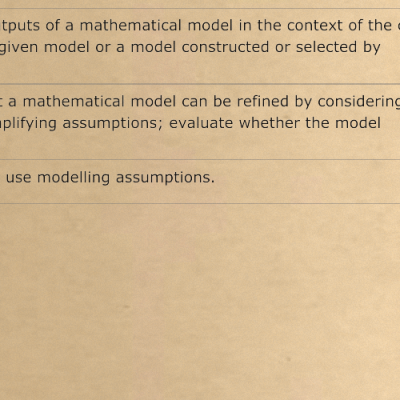 tputs of a mathematical model in the context of the
given model or a model constructed or selected by
a mathematical model can be refined by considering
plifying assumptions; evaluate whether the model
use modelling assumptions.